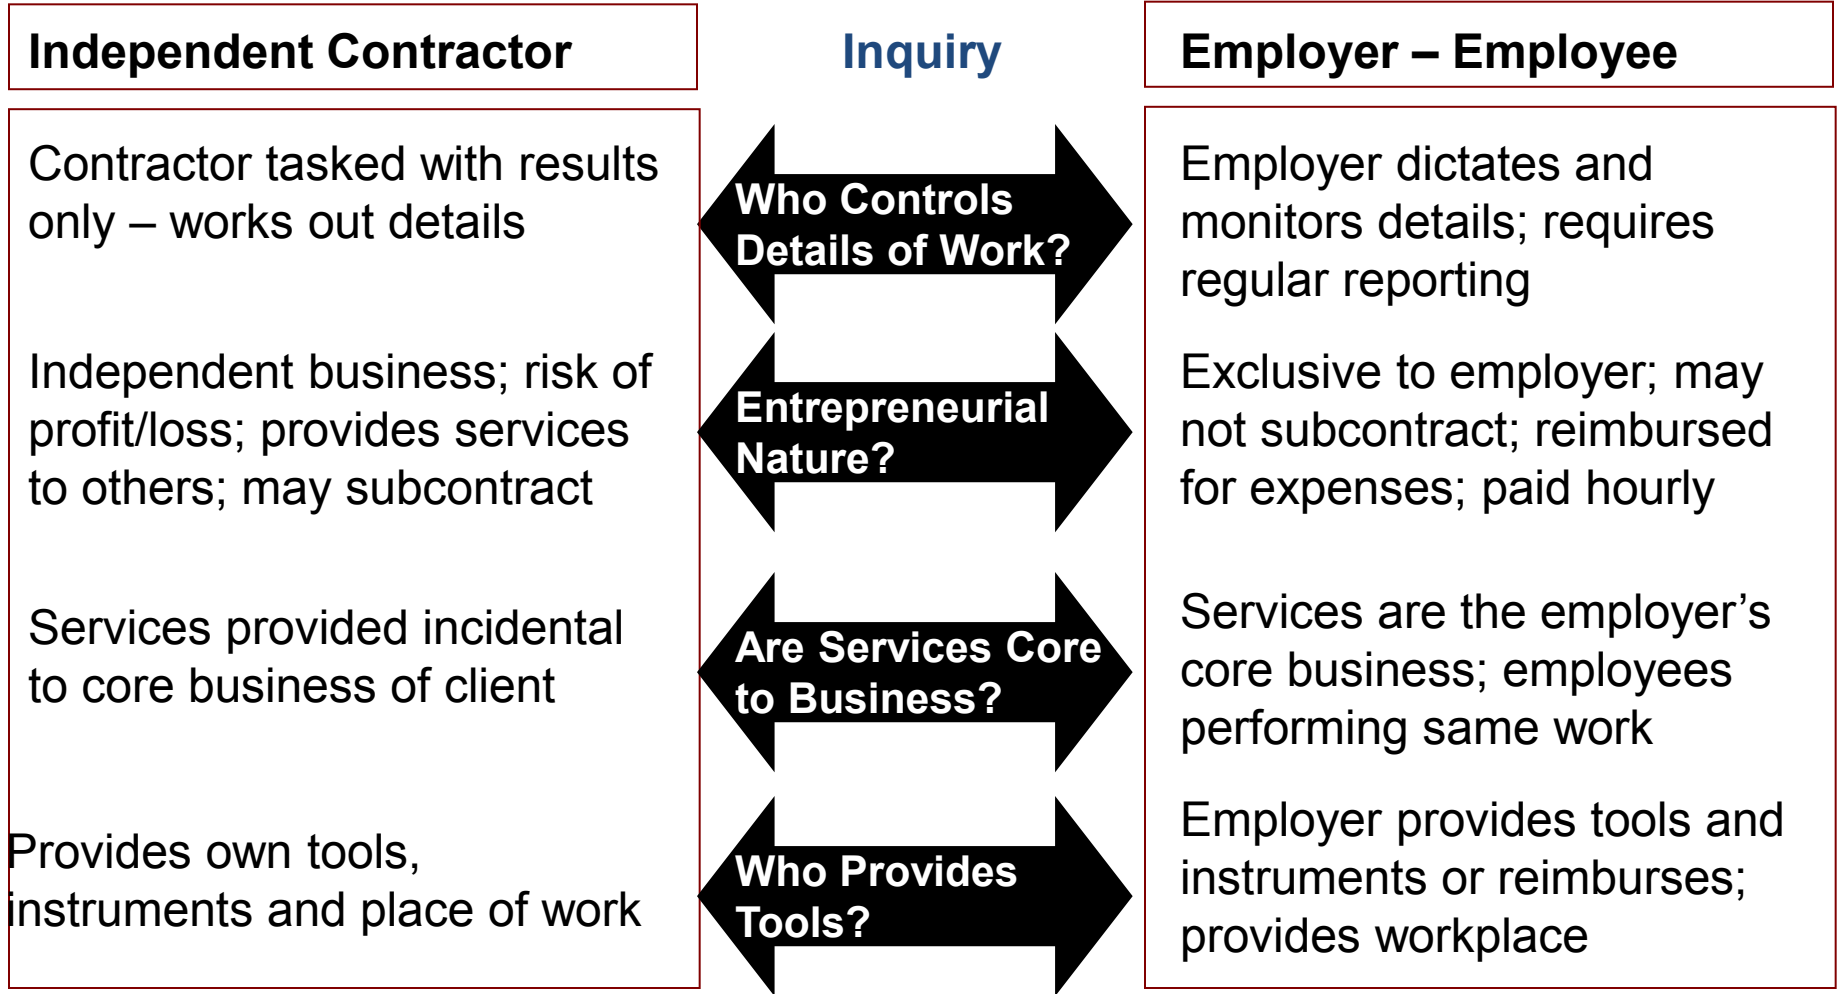 Independent Contractor
Inquiry
Employer – Employee
Contractor tasked with results
only – works out details
Who Controls
Details of Work?
Employer dictates and
monitors details; requires
regular reporting
Independent business; risk of
profit/loss; provides services
to others; may subcontract
Entrepreneurial
Nature?
Exclusive to employer; may
not subcontract; reimbursed
for expenses; paid hourly
Services provided incidental
to core business of client
Are Services Core
to Business?
Services are the employer’s
core business; employees
performing same work
Provides own tools,
instruments and place of work
Who Provides
Tools?
Employer provides tools and
instruments or reimburses;
provides workplace